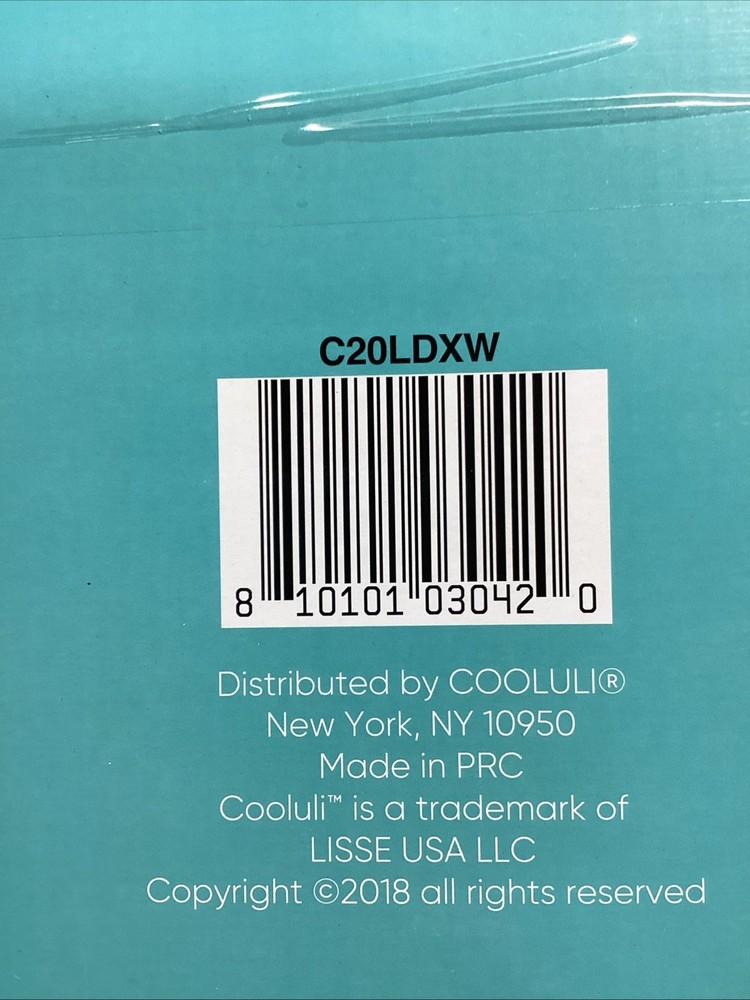 C20LDXW
8 10101 03042 0
Distributed by COOLULI®
New York, NY 10950
Made in PRC
Cooluli™ is a trademark of
LISSE USA LLC
Copyright ©2018 all rights reserved